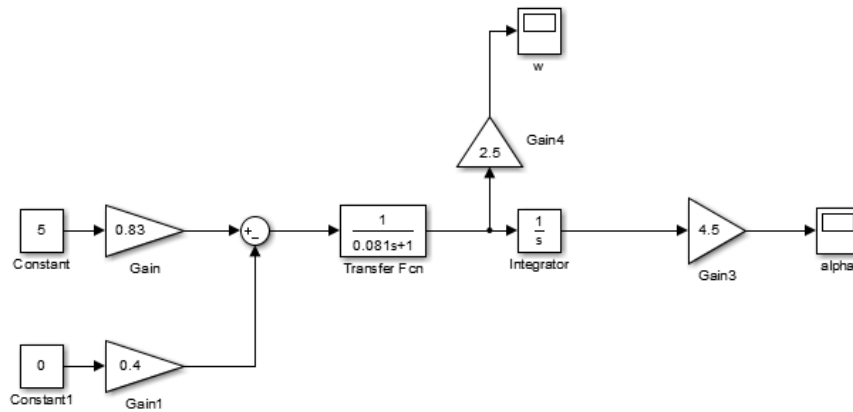 w
2.5
Gain4
5
Constant
0.83
Gain
+
−
1
0.081s+1
Transfer Fcn
1
s
Integrator
4.5
Gain3
alpha
0
Constant1
0.4
Gain1